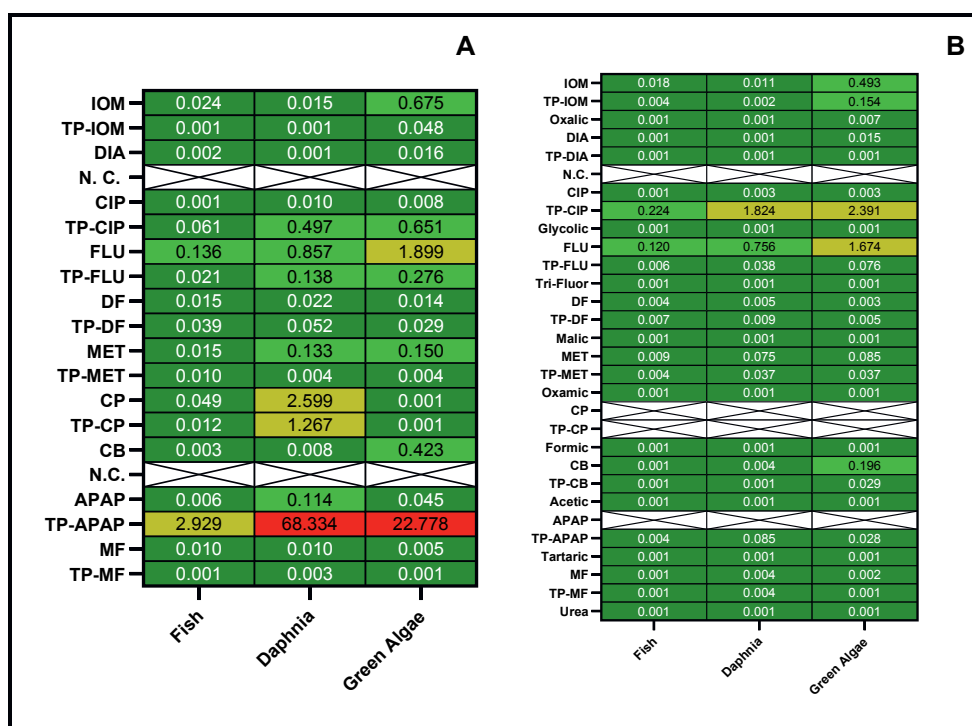 A
IOM 0.024 0.015 0.675
TP-IOM 0.001 0.001 0.048
DIA 0.002 0.001 0.016
N. C.
CIP 0.001 0.010 0.008
TP-CIP 0.061 0.497 0.651
FLU 0.136 0.857 1.899
TP-FLU 0.021 0.138 0.276
DF 0.015 0.022 0.014
TP-DF 0.039 0.052 0.029
MET 0.015 0.133 0.150
TP-MET 0.010 0.004 0.004
CP 0.049 2.599 0.001
TP-CP 0.012 1.267 0.001
CB 0.003 0.008 0.423
N.C.
APAP 0.006 0.114 0.045
TP-APAP 2.929 68.334 22.778
MF 0.010 0.010 0.005
TP-MF 0.001 0.003 0.001
Fish Daphnia Green Algae
B
IOM 0.018 0.011 0.493
TP-IOM 0.004 0.002 0.154
Oxalic 0.001 0.001 0.007
DIA 0.001 0.001 0.015
TP-DIA 0.001 0.001 0.001
N.C.
CIP 0.001 0.003 0.003
TP-CIP 0.224 1.824 2.391
Glycolic 0.001 0.001 0.001
FLU 0.120 0.756 1.674
TP-FLU 0.006 0.038 0.076
Tri-Fluor 0.001 0.001 0.001
DF 0.004 0.005 0.003
TP-DF 0.007 0.009 0.005
Malic 0.001 0.001 0.001
MET 0.009 0.075 0.085
TP-MET 0.004 0.037 0.037
Oxamic 0.001 0.001 0.001
CP
TP-CP
Formic 0.001 0.001 0.001
CB 0.001 0.004 0.196
TP-CB 0.001 0.001 0.029
Acetic 0.001 0.001 0.001
APAP
TP-APAP 0.004 0.085 0.028
Tartaric 0.001 0.001 0.001
MF 0.001 0.004 0.002
TP-MF 0.001 0.004 0.001
Urea 0.001 0.001 0.001
Fish Daphnia Green Algae